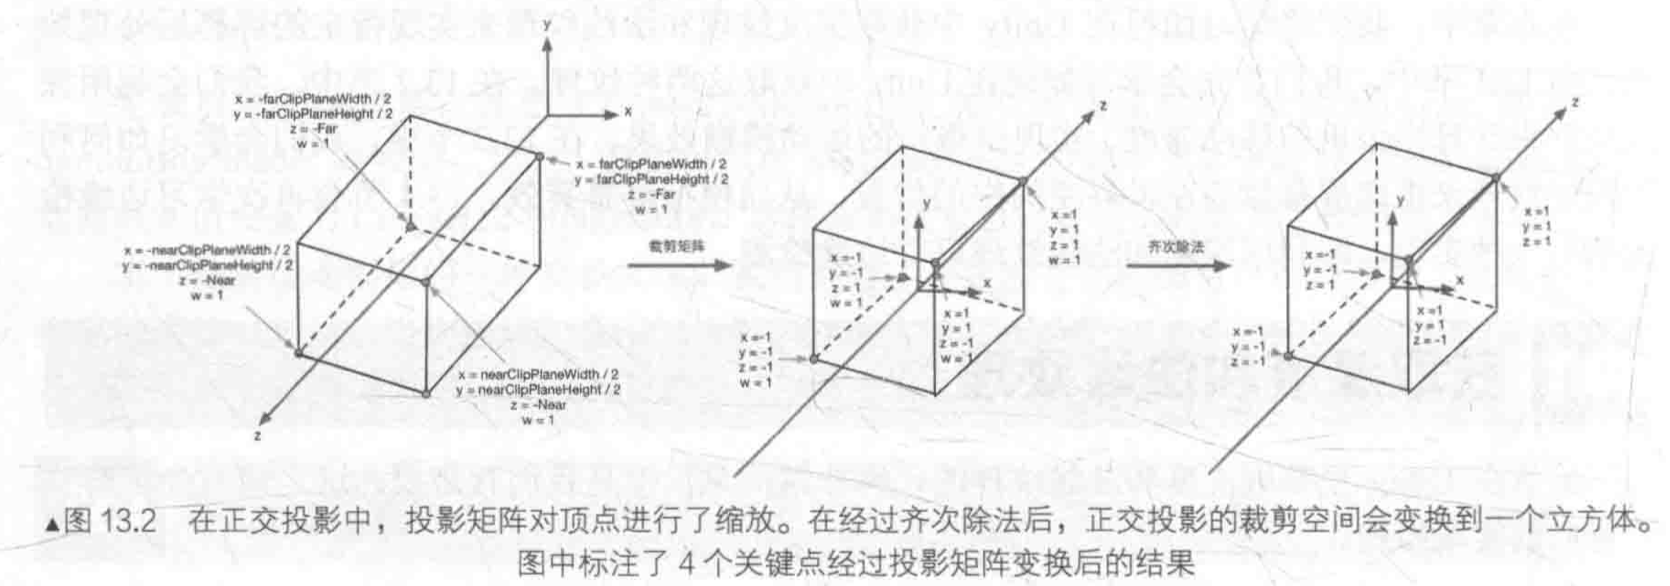 y
x
z
x = -farClipPlaneWidth / 2
y = -farClipPlaneHeight / 2
z = -Far
w = 1
x = farClipPlaneWidth / 2
y = farClipPlaneHeight / 2
z = -Far
w = 1
x = -nearClipPlaneWidth / 2
y = -nearClipPlaneHeight / 2
z = -Near
w = 1
x = nearClipPlaneWidth / 2
y = nearClipPlaneHeight / 2
z = -Near
w = 1
裁剪矩阵
z
y
x
x =1
y = 1
z = 1
w = 1
x =-1
y = -1
z = 1
w = 1
x =1
y = 1
z = -1
w = 1
x =-1
y = -1
z = -1
w = 1
齐次除法
z
y
x
x =1
y = 1
z = 1
x =-1
y = -1
z = 1
x =1
y = 1
z = -1
x =-1
y = -1
z = -1
▲图 13.2 在正交投影中，投影矩阵对顶点进行了缩放。在经过齐次除法后，正交投影的裁剪空间会变换到一个立方体。
图中标注了 4 个关键点经过投影矩阵变换后的结果